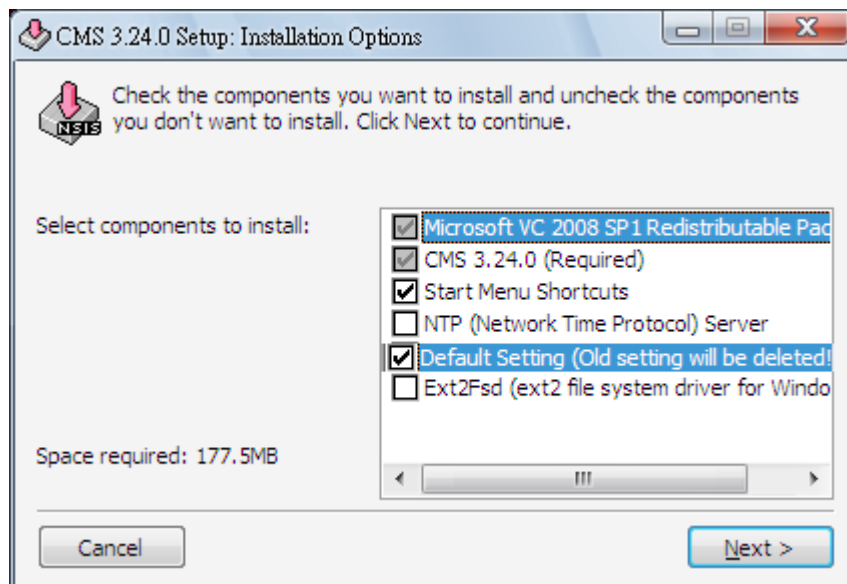 CMS 3.24.0 Setup: Installation Options
Check the components you want to install and uncheck the components
you don't want to install. Click Next to continue.
NSIS
Select components to install:
Microsoft VC 2008 SP1 Redistributable Pac
CMS 3.24.0 (Required)
Start Menu Shortcuts
NTP (Network Time Protocol) Server
Default Setting (Old setting will be deleted!
Ext2Fsd (ext2 file system driver for Windo
Space required: 177.5MB
Cancel
Next >